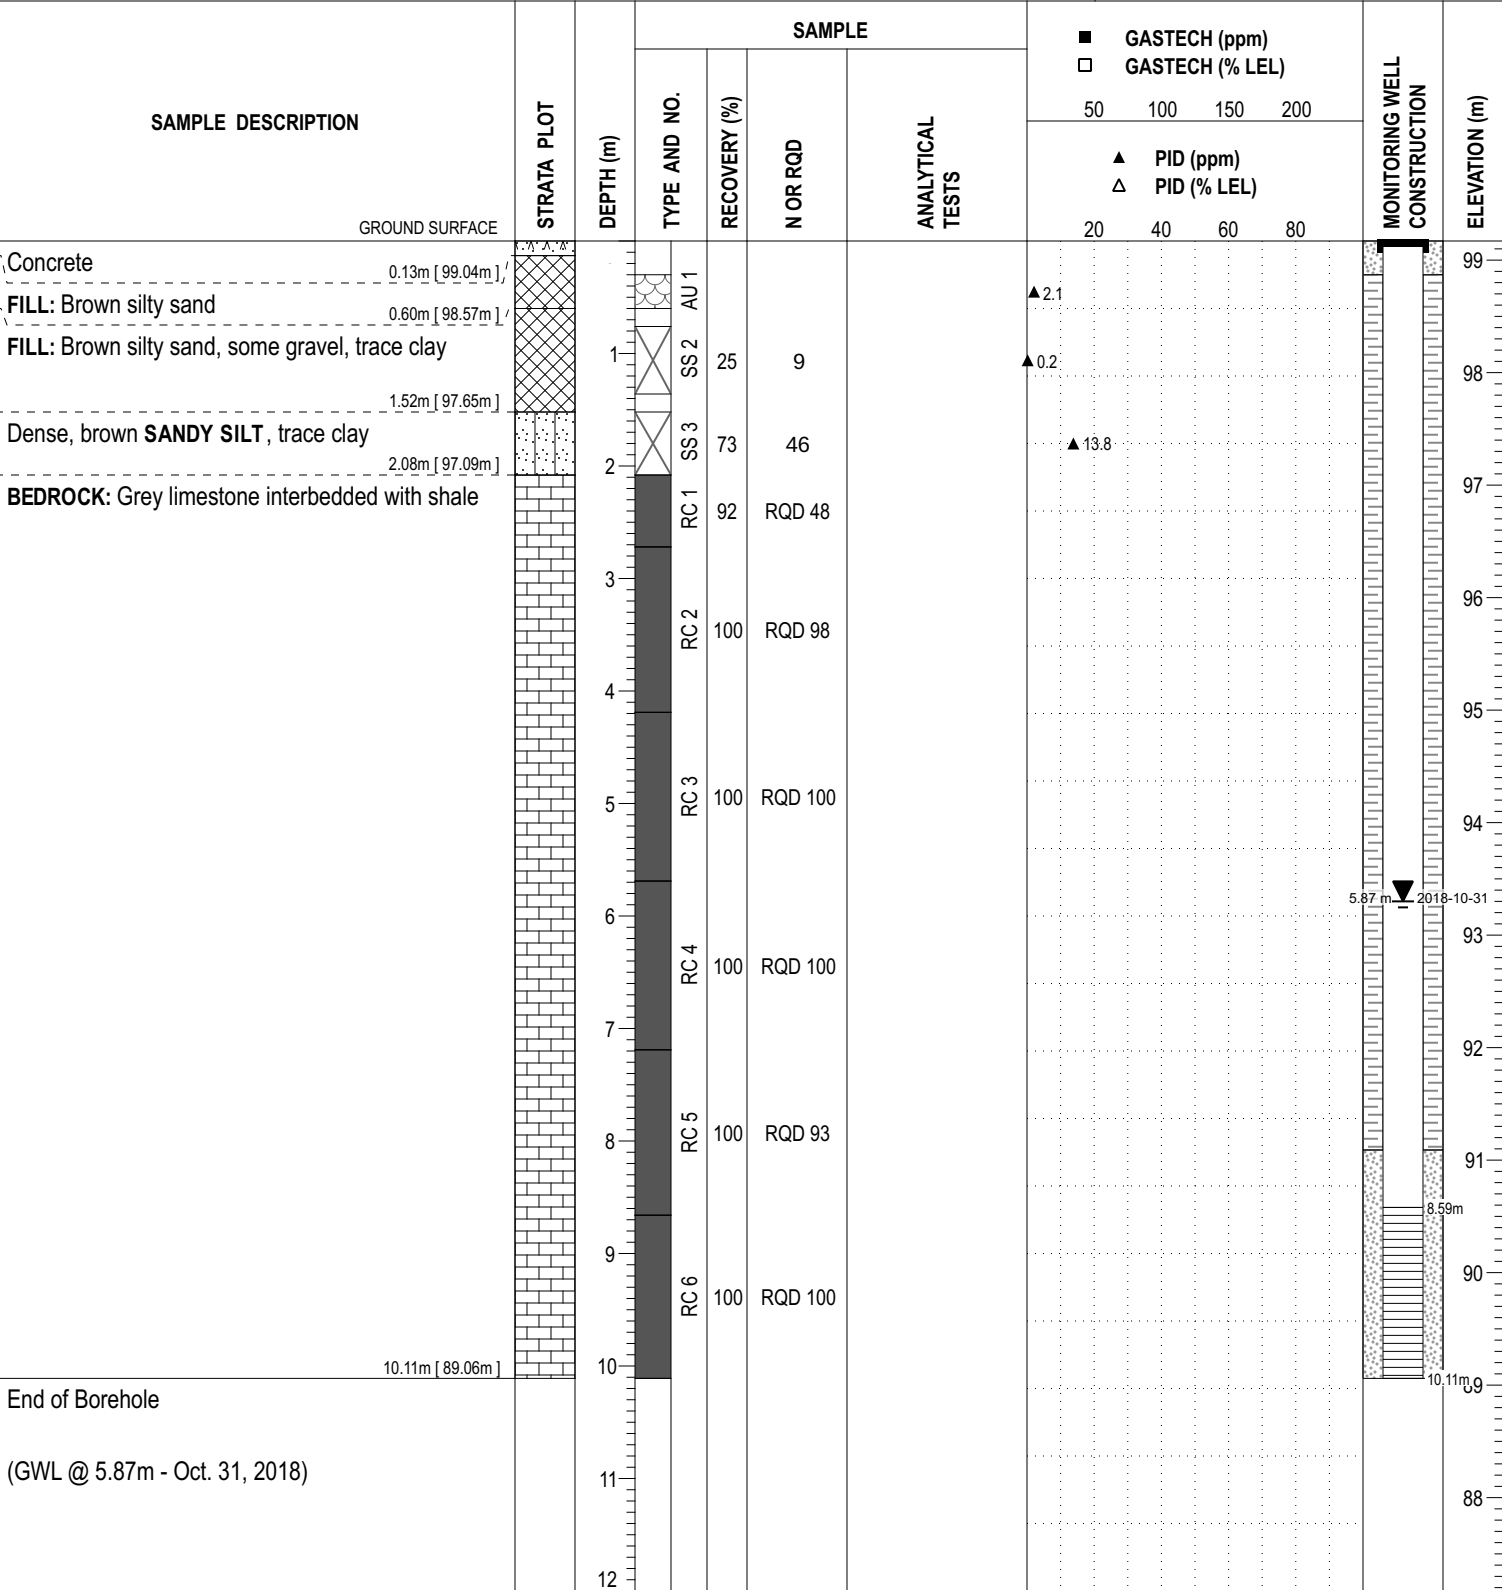 SAMPLE DESCRIPTION
GROUND SURFACE
STRATA PLOT
DEPTH (m)
SAMPLE
TYPE AND NO.
RECOVERY (%)
N OR RQD
ANALYTICAL
TESTS
■ GASTECH (ppm)
□ GASTECH (% LEL)
50 100 150 200
▲ PID (ppm)
△ PID (% LEL)
20 40 60 80
MONITORING WELL
CONSTRUCTION
ELEVATION (m)
Concrete
0.13m [ 99.04m ]
FILL: Brown silty sand
0.60m [ 98.57m ]
FILL: Brown silty sand, some gravel, trace clay
1.52m [ 97.65m ]
Dense, brown SANDY SILT, trace clay
2.08m [ 97.09m ]
BEDROCK: Grey limestone interbedded with shale
10.11m [ 89.06m ]
End of Borehole
(GWL @ 5.87m - Oct. 31, 2018)
1
2
3
4
5
6
7
8
9
10
11
12
AU 1
SS 2 25 9
SS 3 73 46
RC 1 92 RQD 48
RC 2 100 RQD 98
RC 3 100 RQD 100
RC 4 100 RQD 100
RC 5 100 RQD 93
RC 6 100 RQD 100
2.1
0.2
13.8
5.87 m 2018-10-31
8.59m
10.11m
99
98
97
96
95
94
93
92
91
90
89
88